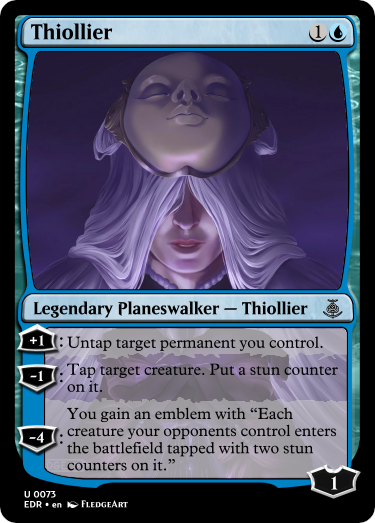 Thiollier 1
Legendary Planeswalker — Thiollier
+1: Untap target permanent you control.
-1: Tap target creature. Put a stun counter
on it.
You gain an emblem with “Each
creature your opponents control enters
-4: the battlefield tapped with two stun
counters on it.”
1
U 0073
EDR • en FLEDGEART